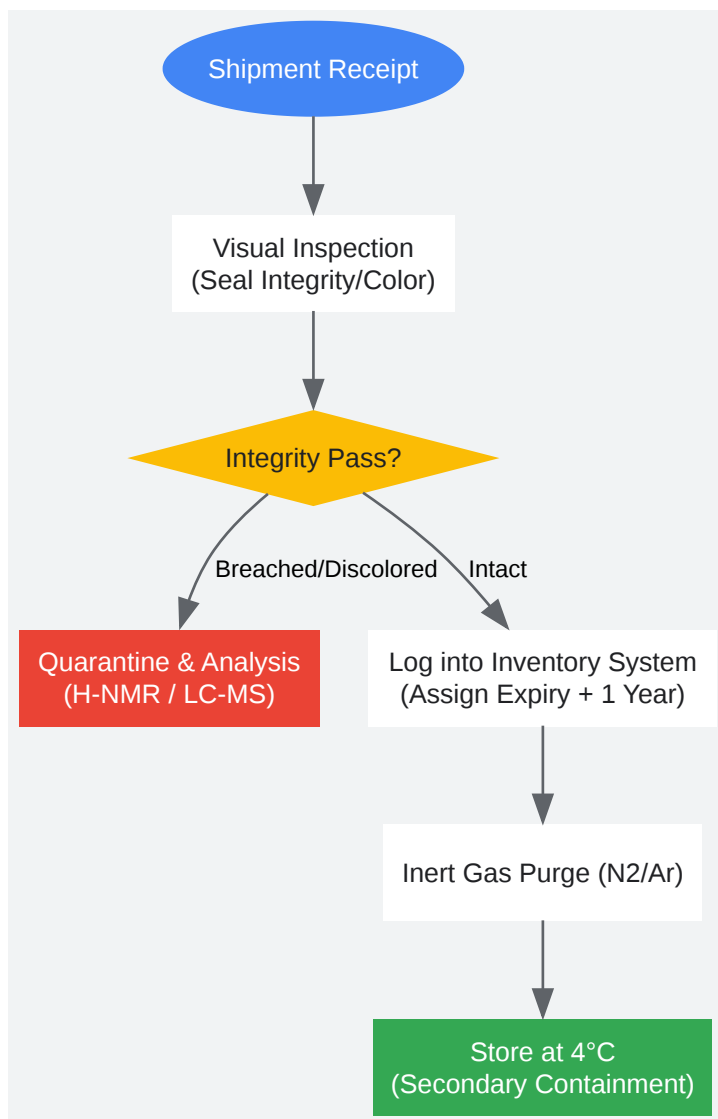 Shipment Receipt
Visual Inspection
(Seal Integrity/Color)
Integrity Pass?
Breached/Discolored
Intact
Quarantine & Analysis
(H-NMR / LC-MS)
Log into Inventory System
(Assign Expiry + 1 Year)
Inert Gas Purge (N2/Ar)
Store at 4°C
(Secondary Containment)